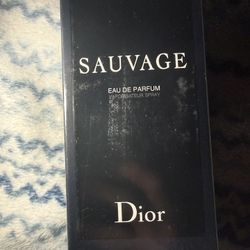 SAUVAGE
EAU DE PARFUM
VAPORISATEUR SPRAY
Dior